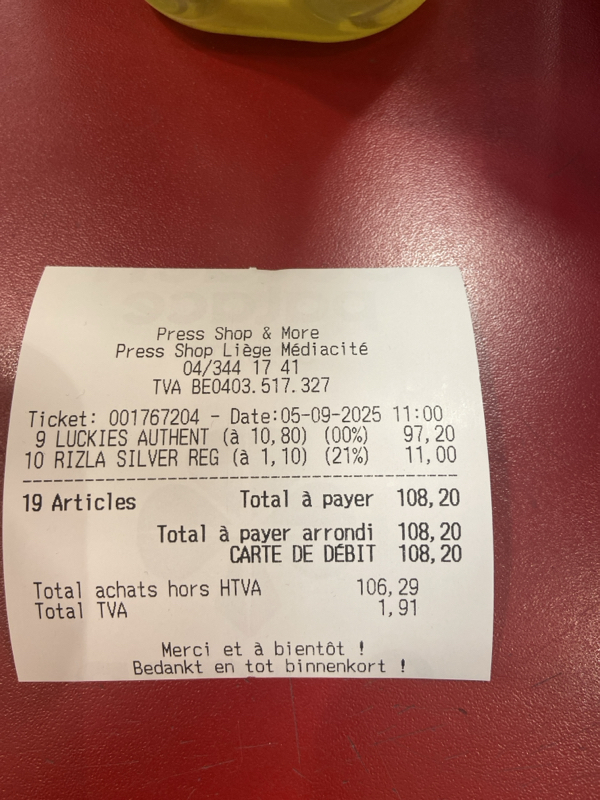 Press Shop & More
Press Shop Liège Médiacité
04/344 17 41
TVA BE0403.517.327
Ticket: 001767204 - Date:05-09-2025 11:00
9 LUCKIES AUTHENT (à 10,80) (00%) 97,20
10 RIZLA SILVER REG (à 1,10) (21%) 11,00
19 Articles Total à payer 108,20
Total à payer arrondi 108,20
CARTE DE DÉBIT 108,20
Total achats hors HTVA 106,29
Total TVA 1,91
Merci et à bientôt !
Bedankt en tot binnenkort !